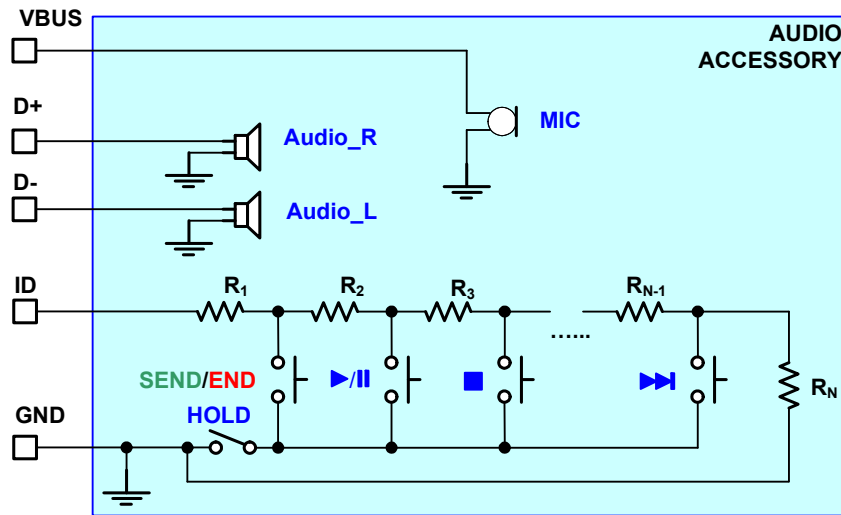 VBUS
AUDIO
ACCESSORY
D+
Audio_R
MIC
D-
Audio_L
ID
R1
R2
R3
RN-1
…...
SEND/END
▶/II
■
▶▶I
RN
HOLD
GND